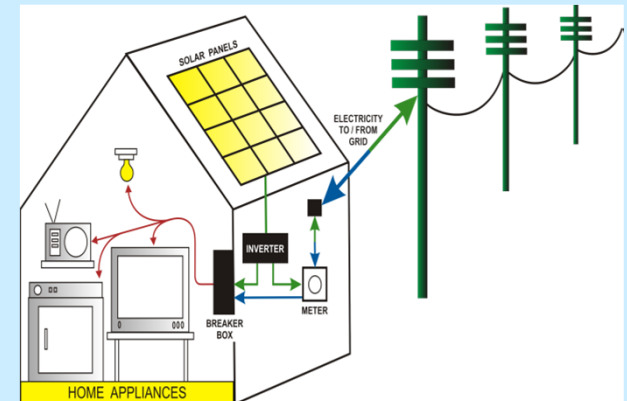 SOLAR PANELS
ELECTRICITY
TO / FROM
GRID
INVERTER
METER
BREAKER
BOX
HOME APPLIANCES